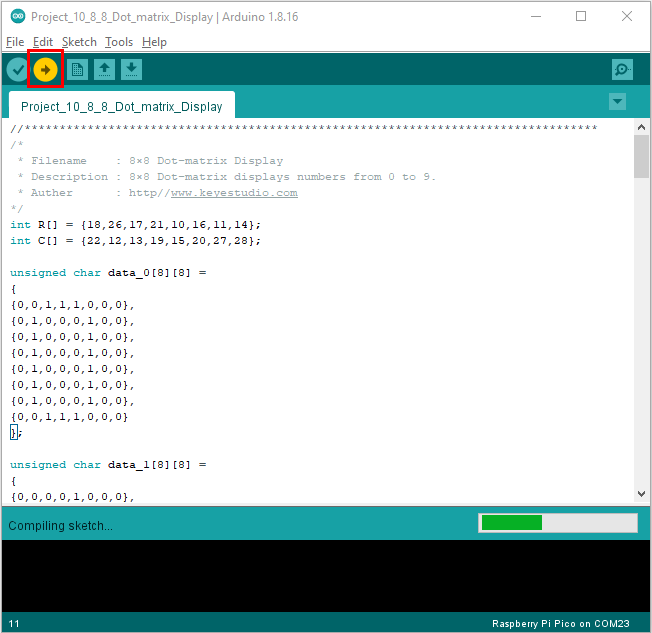 Project_10_8_8_Dot_matrix_Display | Arduino 1.8.16
File Edit Sketch Tools Help
Project_10_8_8_Dot_matrix_Display
//**********************************************************************************
/*
 * Filename    : 8×8 Dot-matrix Display
 * Description : 8×8 Dot-matrix displays numbers from 0 to 9.
 * Auther      : http//www.keyestudio.com
*/
int R[] = {18,26,17,21,10,16,11,14};
int C[] = {22,12,13,19,15,20,27,28};
unsigned char data_0[8][8] =
{
{0,0,1,1,1,0,0,0},
{0,1,0,0,0,1,0,0},
{0,1,0,0,0,1,0,0},
{0,1,0,0,0,1,0,0},
{0,1,0,0,0,1,0,0},
{0,1,0,0,0,1,0,0},
{0,1,0,0,0,1,0,0},
{0,0,1,1,1,0,0,0}
};
unsigned char data_1[8][8] =
{
{0,0,0,0,1,0,0,0},
Compiling sketch...
11 Raspberry Pi Pico on COM23